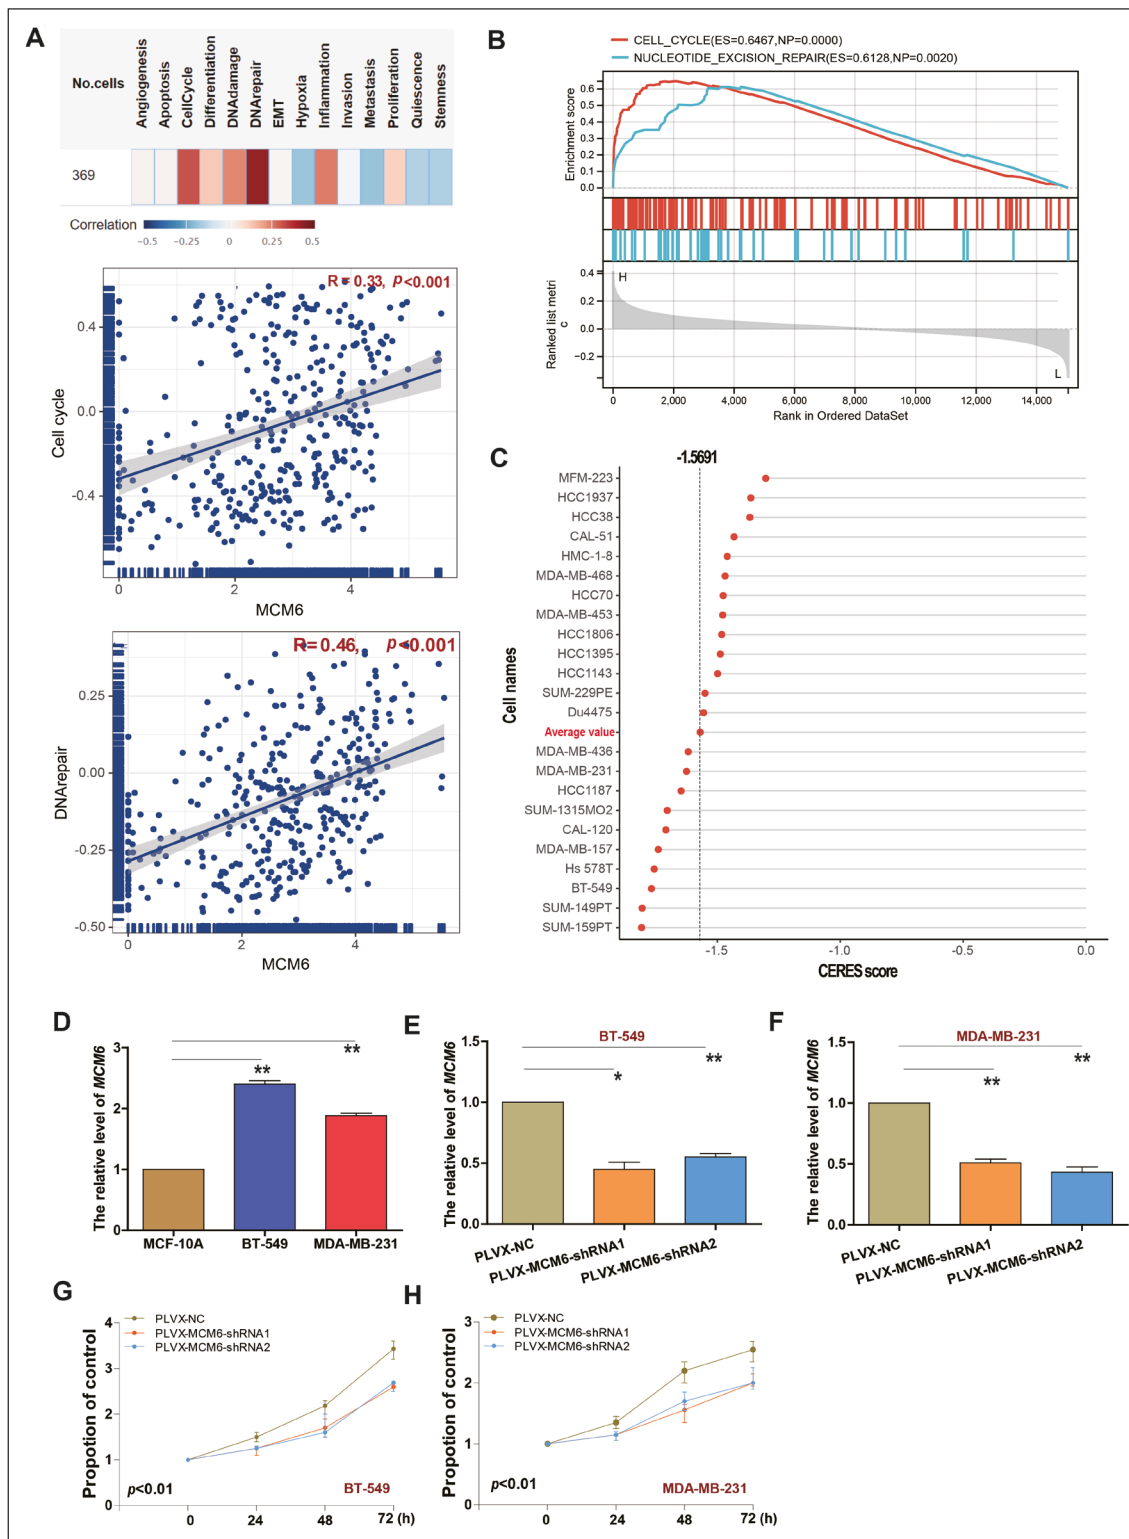 A
No.cells
Angiogenesis
Apoptosis
CellCycle
Differentiation
DNAdamage
DNArepair
EMT
Hypoxia
Inflammation
Invasion
Metastasis
Proliferation
Quiescence
Stemness
369
Correlation
-0.5 -0.25 0 0.25 0.5
R = 0.33, p<0.001
Cell cycle
0.4
0.0
-0.4
0 2 4
MCM6
R=0.46, p<0.001
DNArepair
0.25
0.00
-0.25
-0.50
0 2 4
MCM6
B
CELL_CYCLE(ES=0.6467,NP=0.0000)
NUCLEOTIDE_EXCISION_REPAIR(ES=0.6128,NP=0.0020)
Enrichment score
0.6
0.5
0.4
0.3
0.2
0.1
0.0
Ranked list metri
c
0.4
0.2
0.0
-0.2
H
L
0 2,000 4,000 6,000 8,000 10,000 12,000 14,000
Rank in Ordered DataSet
C
-1.5691
Cell names
MFM-223
HCC1937
HCC38
CAL-51
HMC-1-8
MDA-MB-468
HCC70
MDA-MB-453
HCC1806
HCC1395
HCC1143
SUM-229PE
Du4475
Average value
MDA-MB-436
MDA-MB-231
HCC1187
SUM-1315MO2
CAL-120
MDA-MB-157
Hs 578T
BT-549
SUM-149PT
SUM-159PT
-1.5 -1.0 -0.5 0.0
CERES score
D
The relative level of MCM6
3
2
1
0
**
**
MCF-10A BT-549 MDA-MB-231
E
BT-549
The relative level of MCM6
1.5
1.0
0.5
0.0
*
**
PLVX-NC
PLVX-MCM6-shRNA1
PLVX-MCM6-shRNA2
F
MDA-MB-231
The relative level of MCM6
1.5
1.0
0.5
0.0
**
**
PLVX-NC
PLVX-MCM6-shRNA1
PLVX-MCM6-shRNA2
G
PLVX-NC
PLVX-MCM6-shRNA1
PLVX-MCM6-shRNA2
Propotion of control
4
3
2
1
0
p<0.01
BT-549
0 24 48 72 (h)
H
PLVX-NC
PLVX-MCM6-shRNA1
PLVX-MCM6-shRNA2
Propotion of control
3
2
1
0
p<0.01
MDA-MB-231
0 24 48 72 (h)